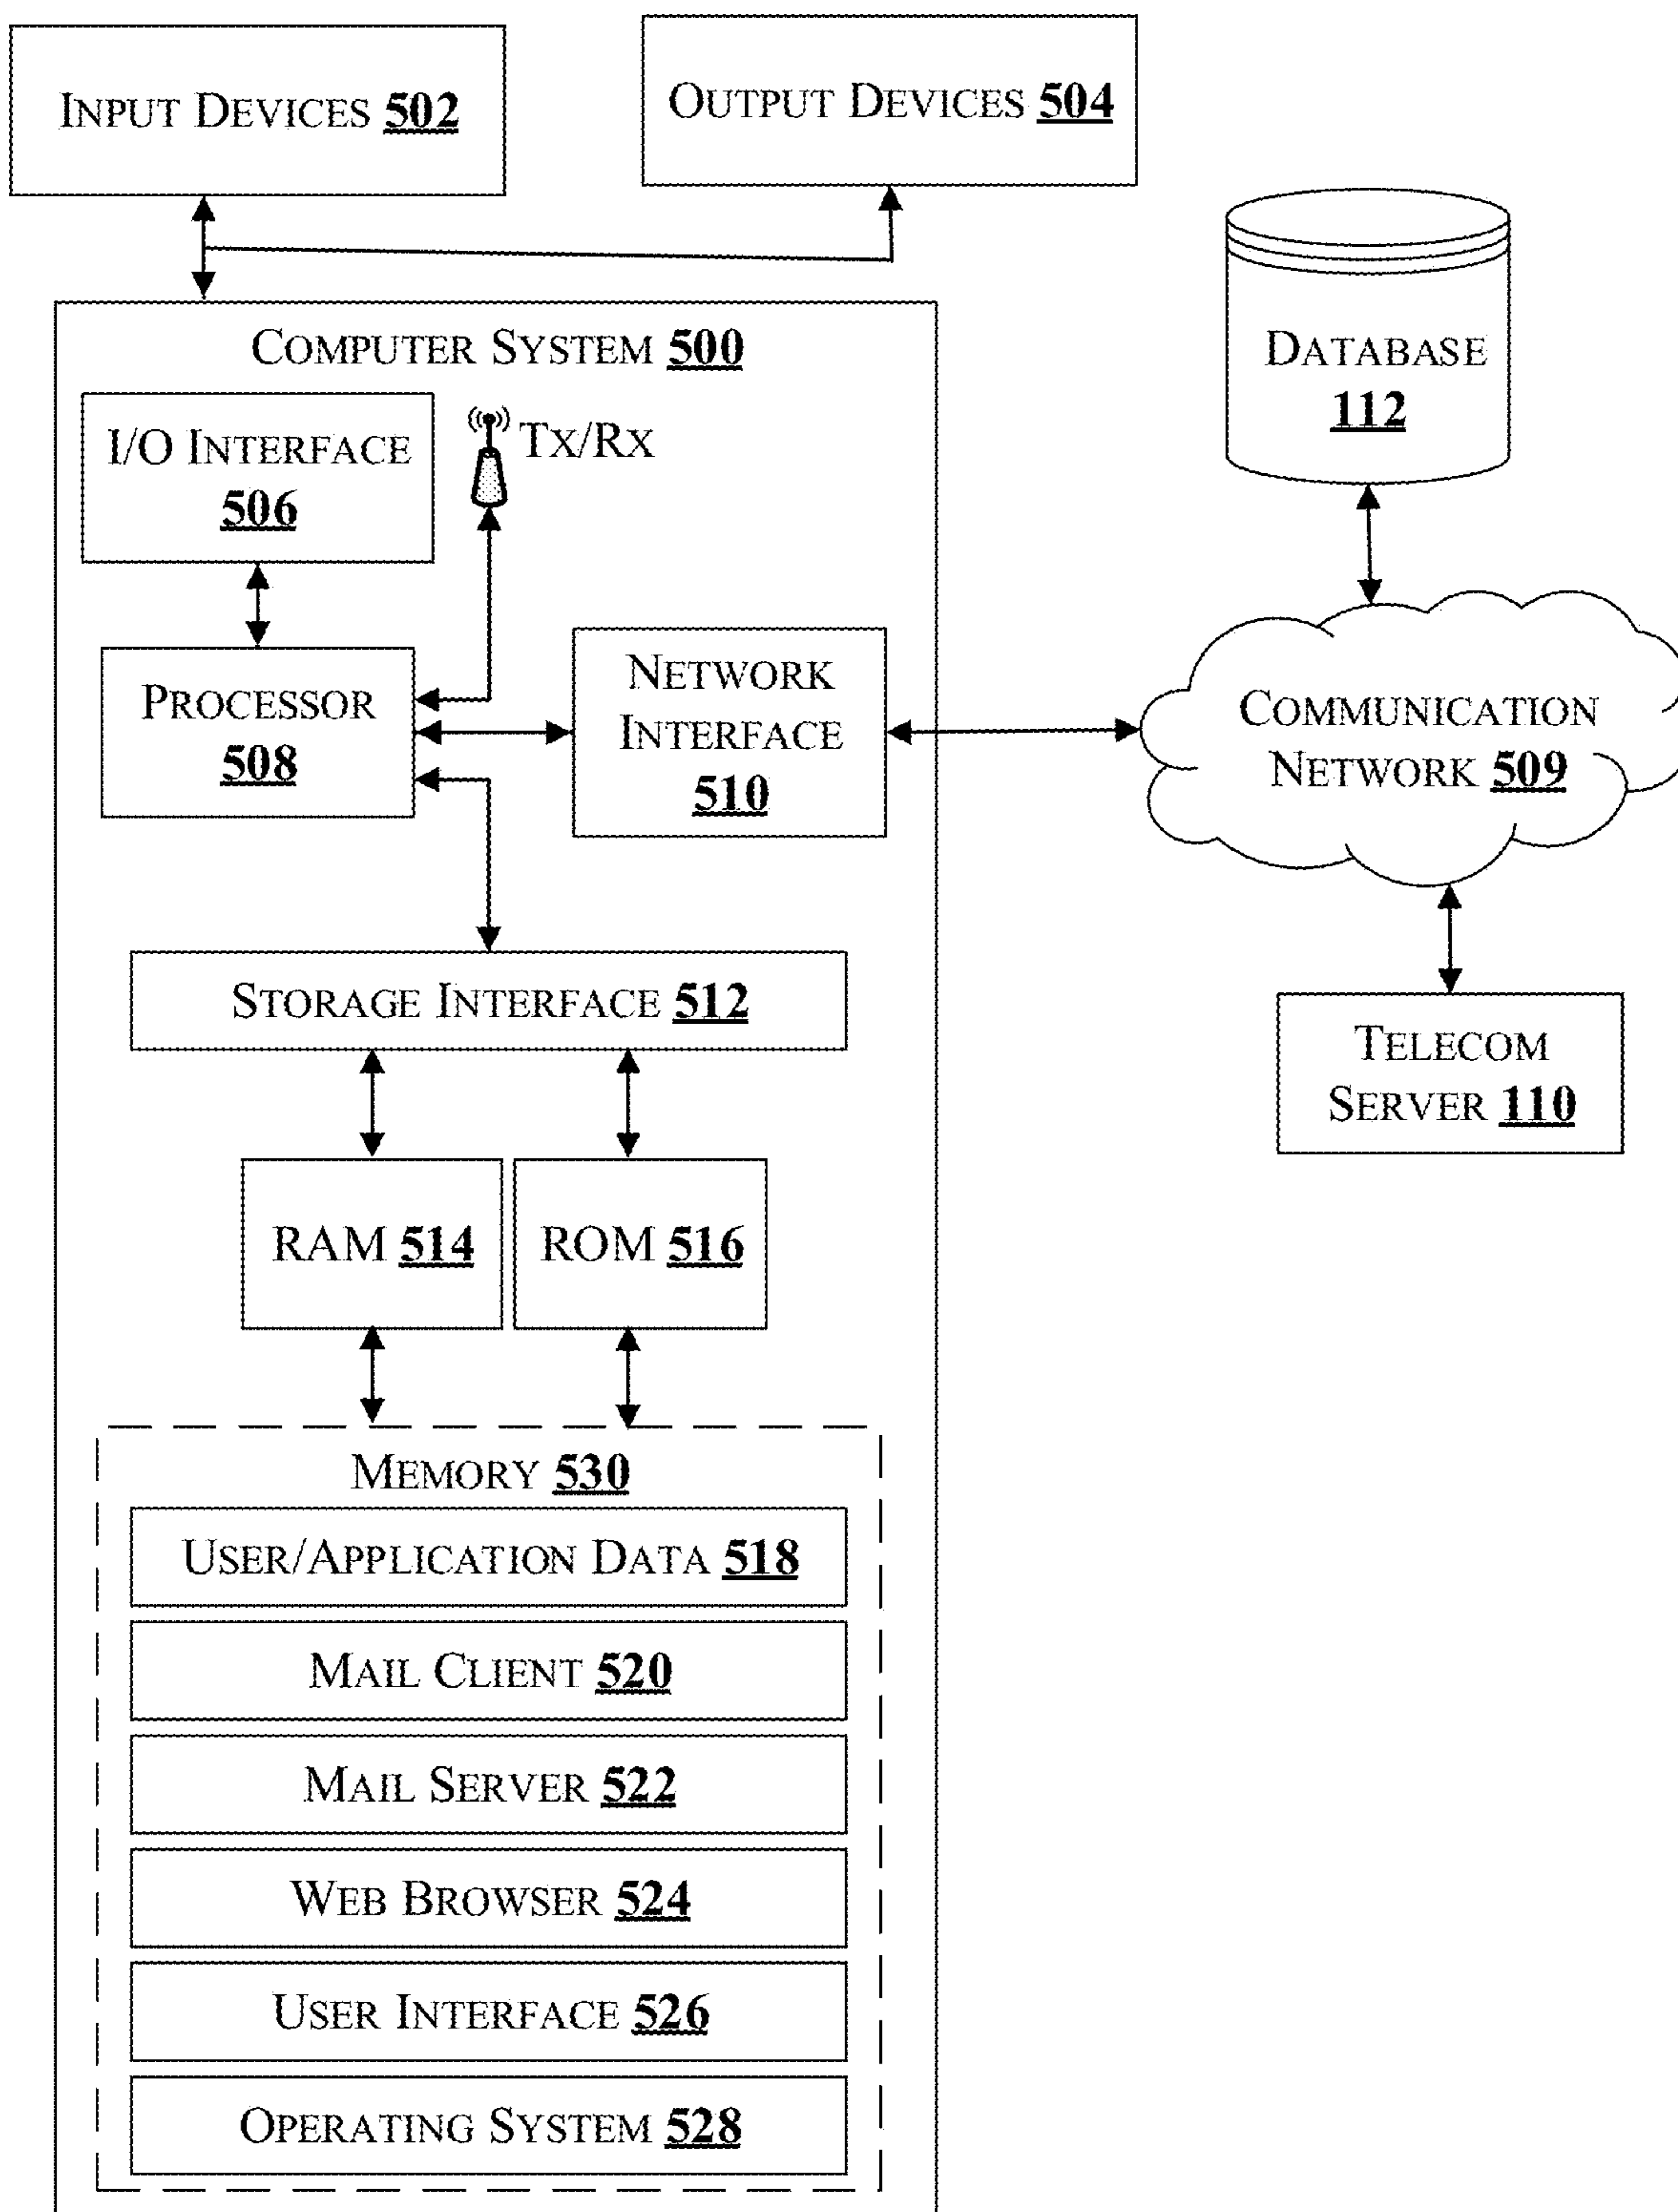 INPUT DEVICES 502
OUTPUT DEVICES 504
COMPUTER SYSTEM 500
I/O INTERFACE
506
TX/RX
PROCESSOR
508
NETWORK
INTERFACE
510
DATABASE
112
COMMUNICATION
NETWORK 509
TELECOM
SERVER 110
STORAGE INTERFACE 512
RAM 514
ROM 516
MEMORY 530
USER/APPLICATION DATA 518
MAIL CLIENT 520
MAIL SERVER 522
WEB BROWSER 524
USER INTERFACE 526
OPERATING SYSTEM 528